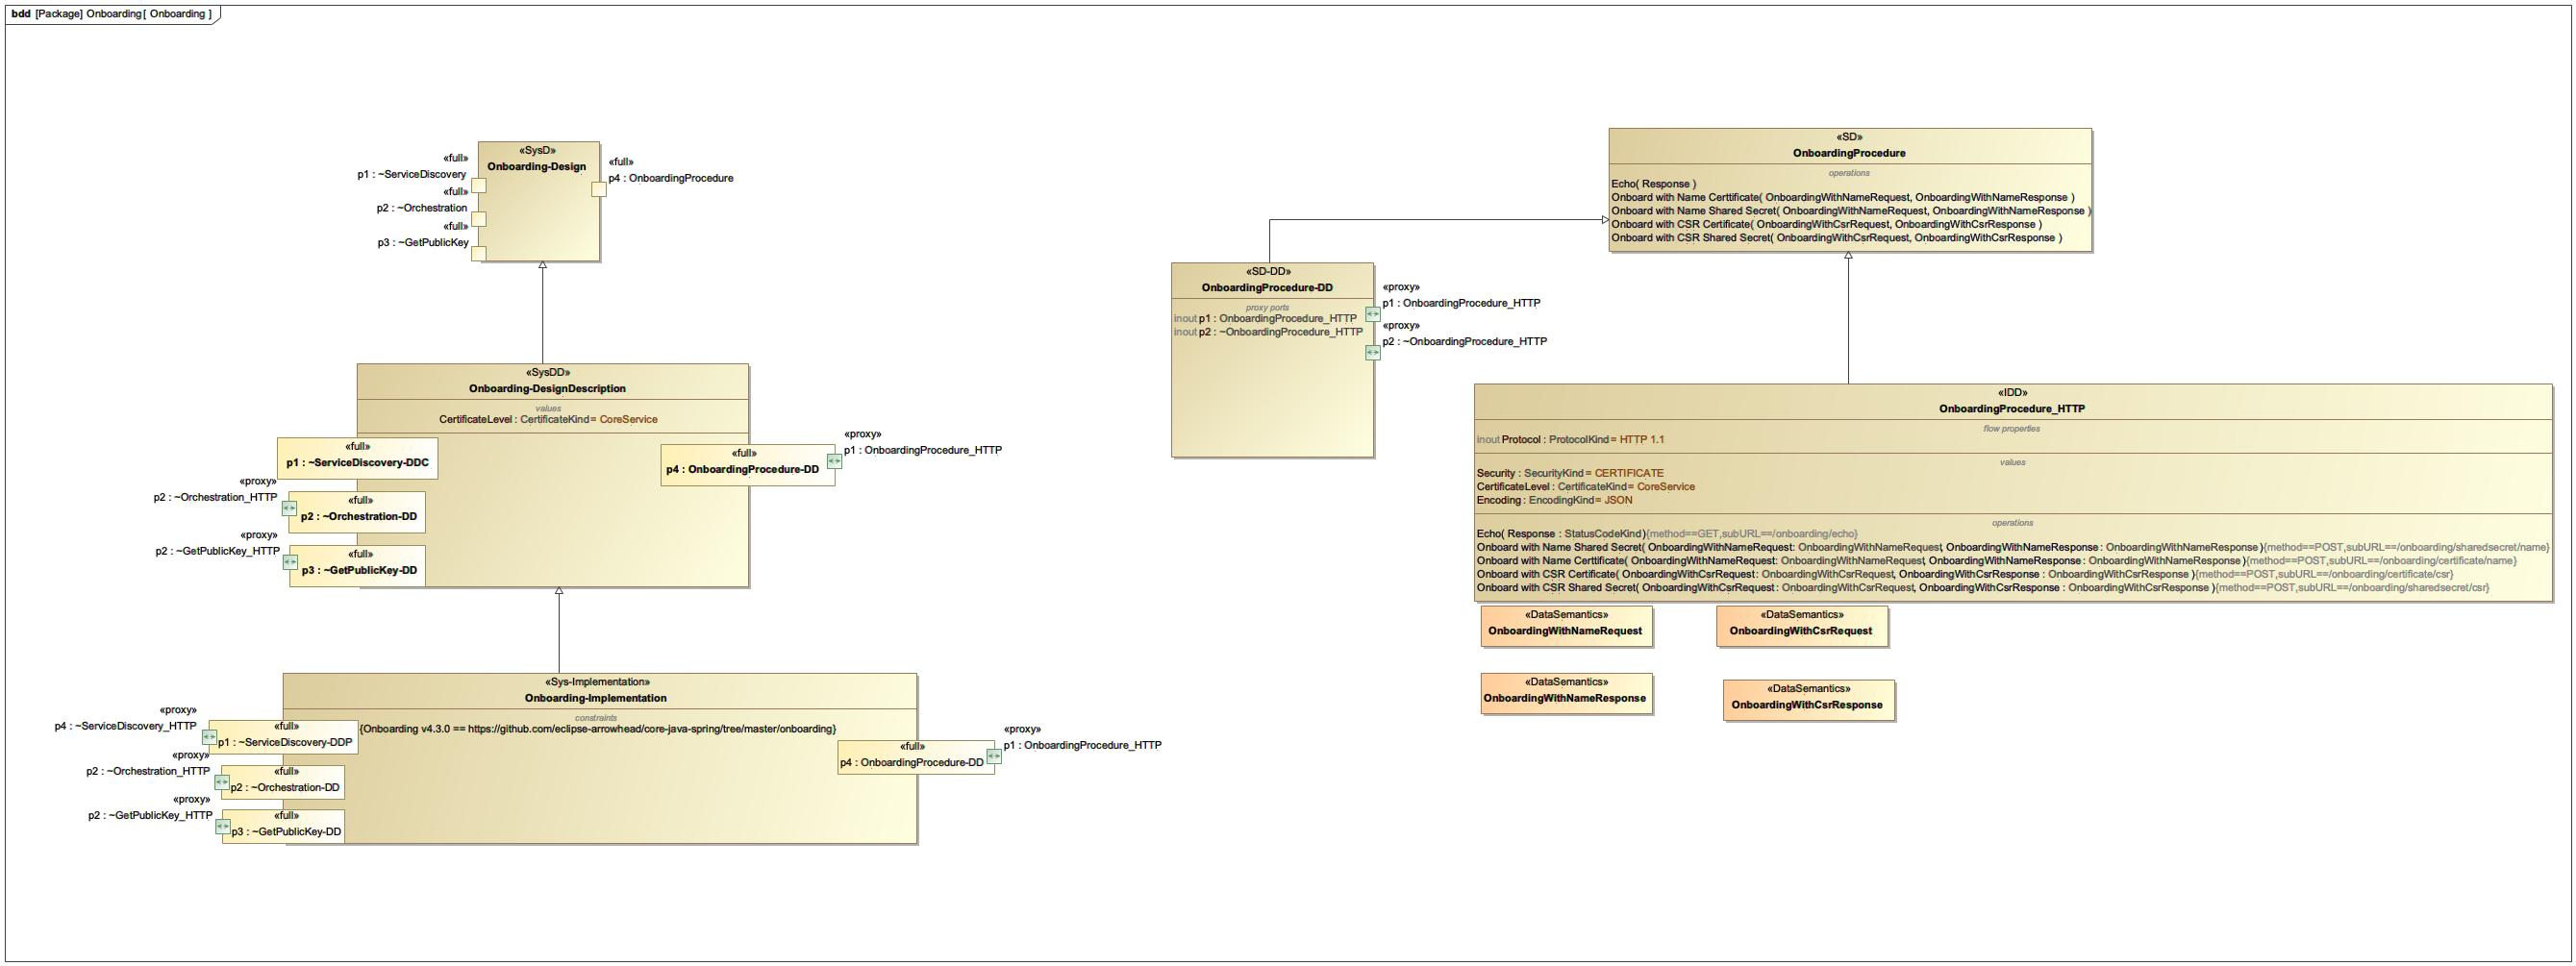 bdd [Package] Onboarding[ Onboarding ]
«SysD»
Onboarding-Design
«full»
p1 : ~ServiceDiscovery
«full»
p2 : ~Orchestration
«full»
p3 : ~GetPublicKey
«full»
p4 : OnboardingProcedure
«SysDD»
Onboarding-DesignDescription
values
CertificateLevel : CertificateKind= CoreService
«full»
p1 : ~ServiceDiscovery-DDC
«proxy»
p2 : ~Orchestration_HTTP
«full»
p2 : ~Orchestration-DD
«proxy»
p2 : ~GetPublicKey_HTTP
«full»
p3 : ~GetPublicKey-DD
«full»
p4 : OnboardingProcedure-DD
«proxy»
p1 : OnboardingProcedure_HTTP
«Sys-Implementation»
Onboarding-Implementation
constraints
{Onboarding v4.3.0 == https://github.com/eclipse-arrowhead/core-java-spring/tree/master/onboarding}
«proxy»
p4 : ~ServiceDiscovery_HTTP
«full»
p1 : ~ServiceDiscovery-DDP
«proxy»
p2 : ~Orchestration_HTTP
«full»
p2 : ~Orchestration-DD
«proxy»
p2 : ~GetPublicKey_HTTP
«full»
p3 : ~GetPublicKey-DD
«full»
p4 : OnboardingProcedure-DD
«proxy»
p1 : OnboardingProcedure_HTTP
«SD»
OnboardingProcedure
operations
Echo( Response )
Onboard with Name Certtificate( OnboardingWithNameRequest, OnboardingWithNameResponse )
Onboard with Name Shared Secret( OnboardingWithNameRequest, OnboardingWithNameResponse )
Onboard with CSR Certificate( OnboardingWithCsrRequest, OnboardingWithCsrResponse )
Onboard with CSR Shared Secret( OnboardingWithCsrRequest, OnboardingWithCsrResponse )
«SD-DD»
OnboardingProcedure-DD
proxy ports
inout p1 : OnboardingProcedure_HTTP
inout p2 : ~OnboardingProcedure_HTTP
«proxy»
p1 : OnboardingProcedure_HTTP
«proxy»
p2 : ~OnboardingProcedure_HTTP
«IDD»
OnboardingProcedure_HTTP
flow properties
inout Protocol : ProtocolKind= HTTP 1.1
values
Security : SecurityKind = CERTIFICATE
CertificateLevel : CertificateKind= CoreService
Encoding : EncodingKind= JSON
operations
Echo( Response : StatusCodeKind){method==GET,subURL==/onboarding/echo}
Onboard with Name Shared Secret( OnboardingWithNameRequest: OnboardingWithNameRequest, OnboardingWithNameResponse : OnboardingWithNameResponse ){method==POST,subURL==/onboarding/sharedsecret/name}
Onboard with Name Certtificate( OnboardingWithNameRequest: OnboardingWithNameRequest, OnboardingWithNameResponse: OnboardingWithNameResponse){method==POST,subURL==/onboarding/certificate/name}
Onboard with CSR Certificate( OnboardingWithCsrRequest : OnboardingWithCsrRequest, OnboardingWithCsrResponse : OnboardingWithCsrResponse ){method==POST,subURL==/onboarding/certificate/csr}
Onboard with CSR Shared Secret( OnboardingWithCsrRequest : OnboardingWithCsrRequest, OnboardingWithCsrResponse : OnboardingWithCsrResponse ){method==POST,subURL==/onboarding/sharedsecret/csr}
«DataSemantics»
OnboardingWithNameRequest
«DataSemantics»
OnboardingWithCsrRequest
«DataSemantics»
OnboardingWithNameResponse
«DataSemantics»
OnboardingWithCsrResponse